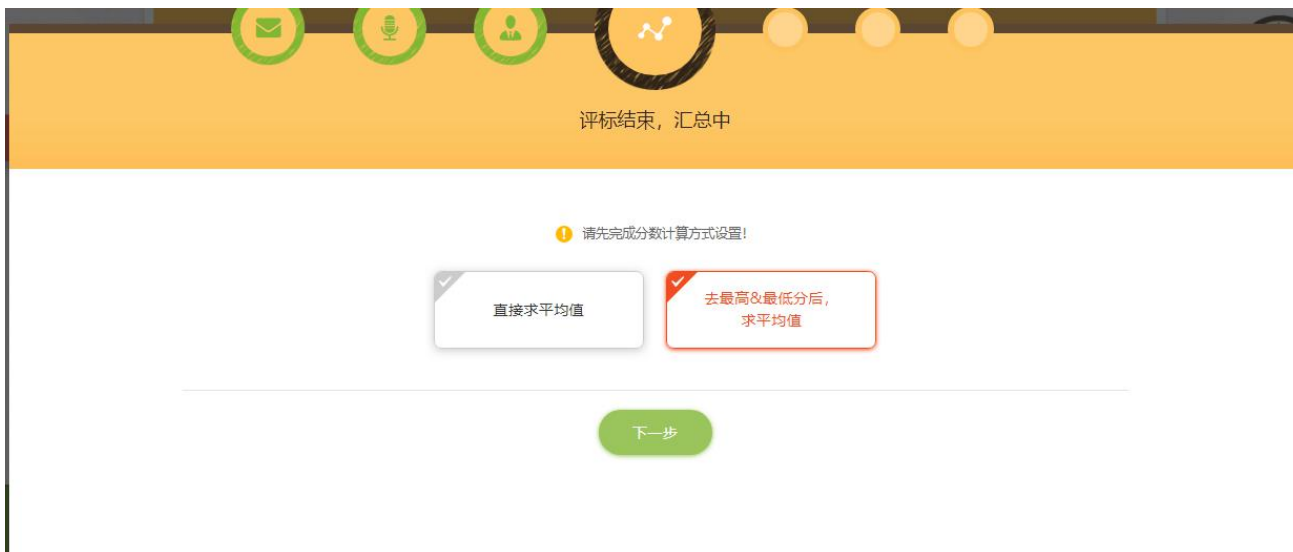 评标结束，汇总中
请先完成分数计算方式设置!
直接求平均值
去最高&最低分后，
求平均值
下一步